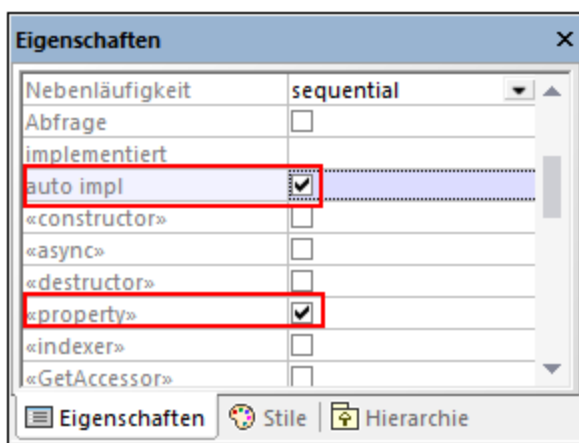 Eigenschaften
Nebenläufigkeit sequential
Abfrage
implementiert
auto impl
«constructor»
«async»
«destructor»
«property»
«indexer»
«GetAccessor»
Eigenschaften Stile Hierarchie